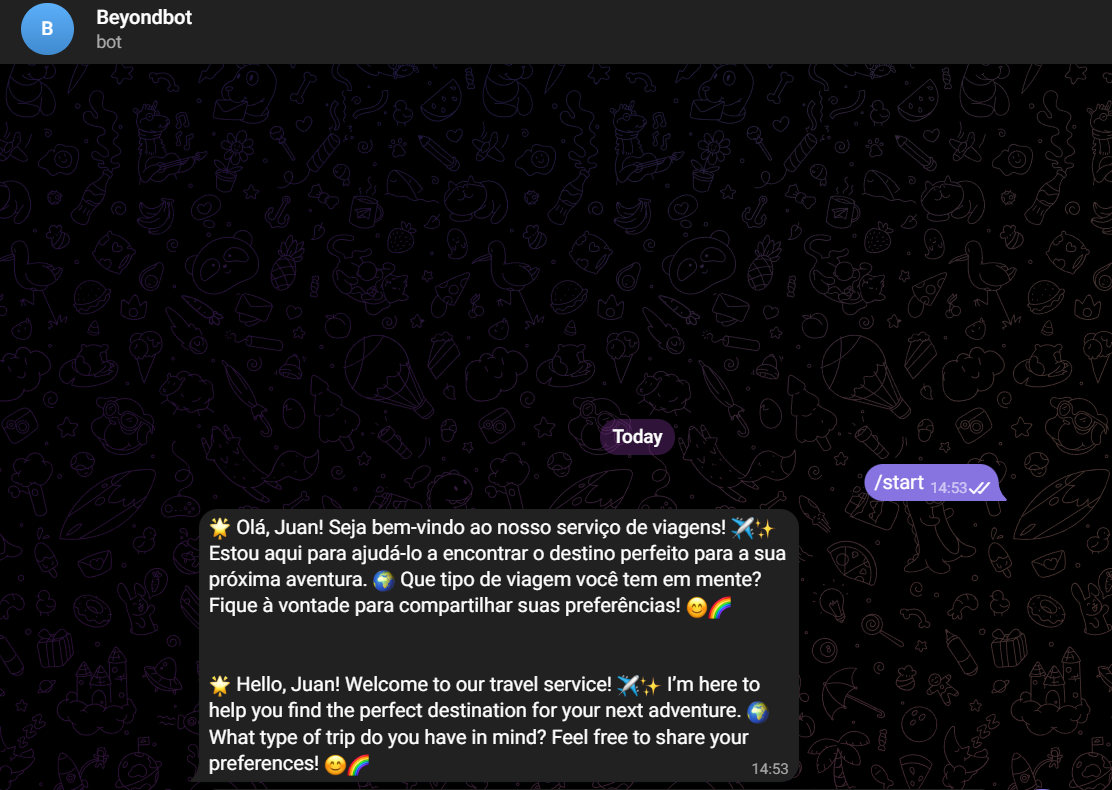 B
Beyondbot
bot
Today
/start 14:53
🌟 Olá, Juan! Seja bem-vindo ao nosso serviço de viagens! ✈️✨
Estou aqui para ajudá-lo a encontrar o destino perfeito para a sua
próxima aventura. 🌍 Que tipo de viagem você tem em mente?
Fique à vontade para compartilhar suas preferências! 😊🌈
🌟 Hello, Juan! Welcome to our travel service! ✈️✨ I’m here to
help you find the perfect destination for your next adventure. 🌍
What type of trip do you have in mind? Feel free to share your
preferences! 😊🌈
14:53